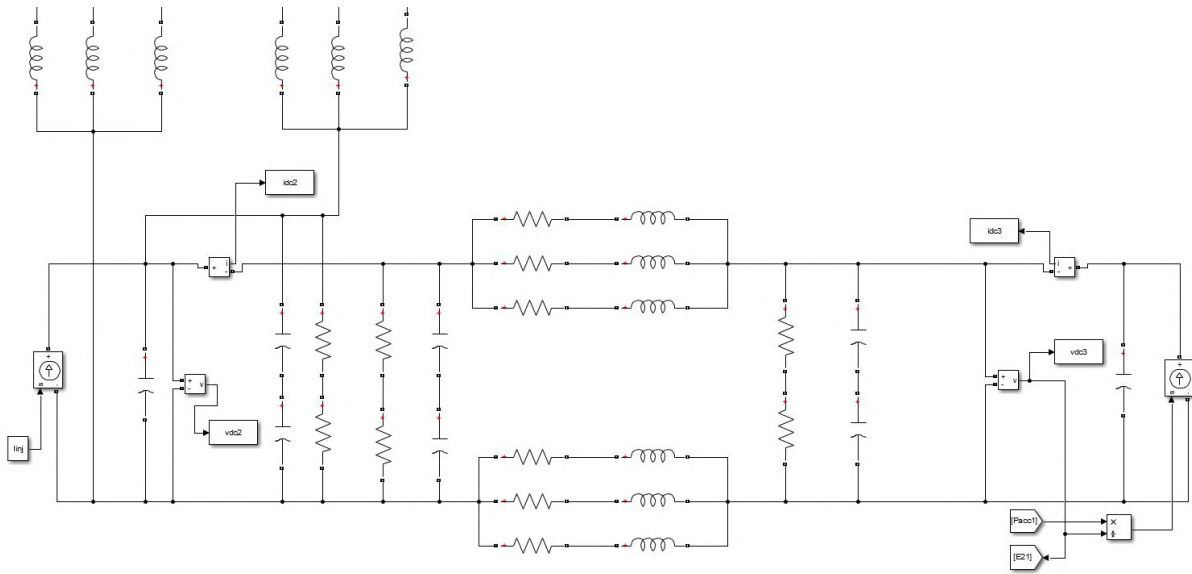 idc2
idc3
i
i
vdc3
v
v
vdc2
Iinj
s
s
[Pacc1]
[E21]